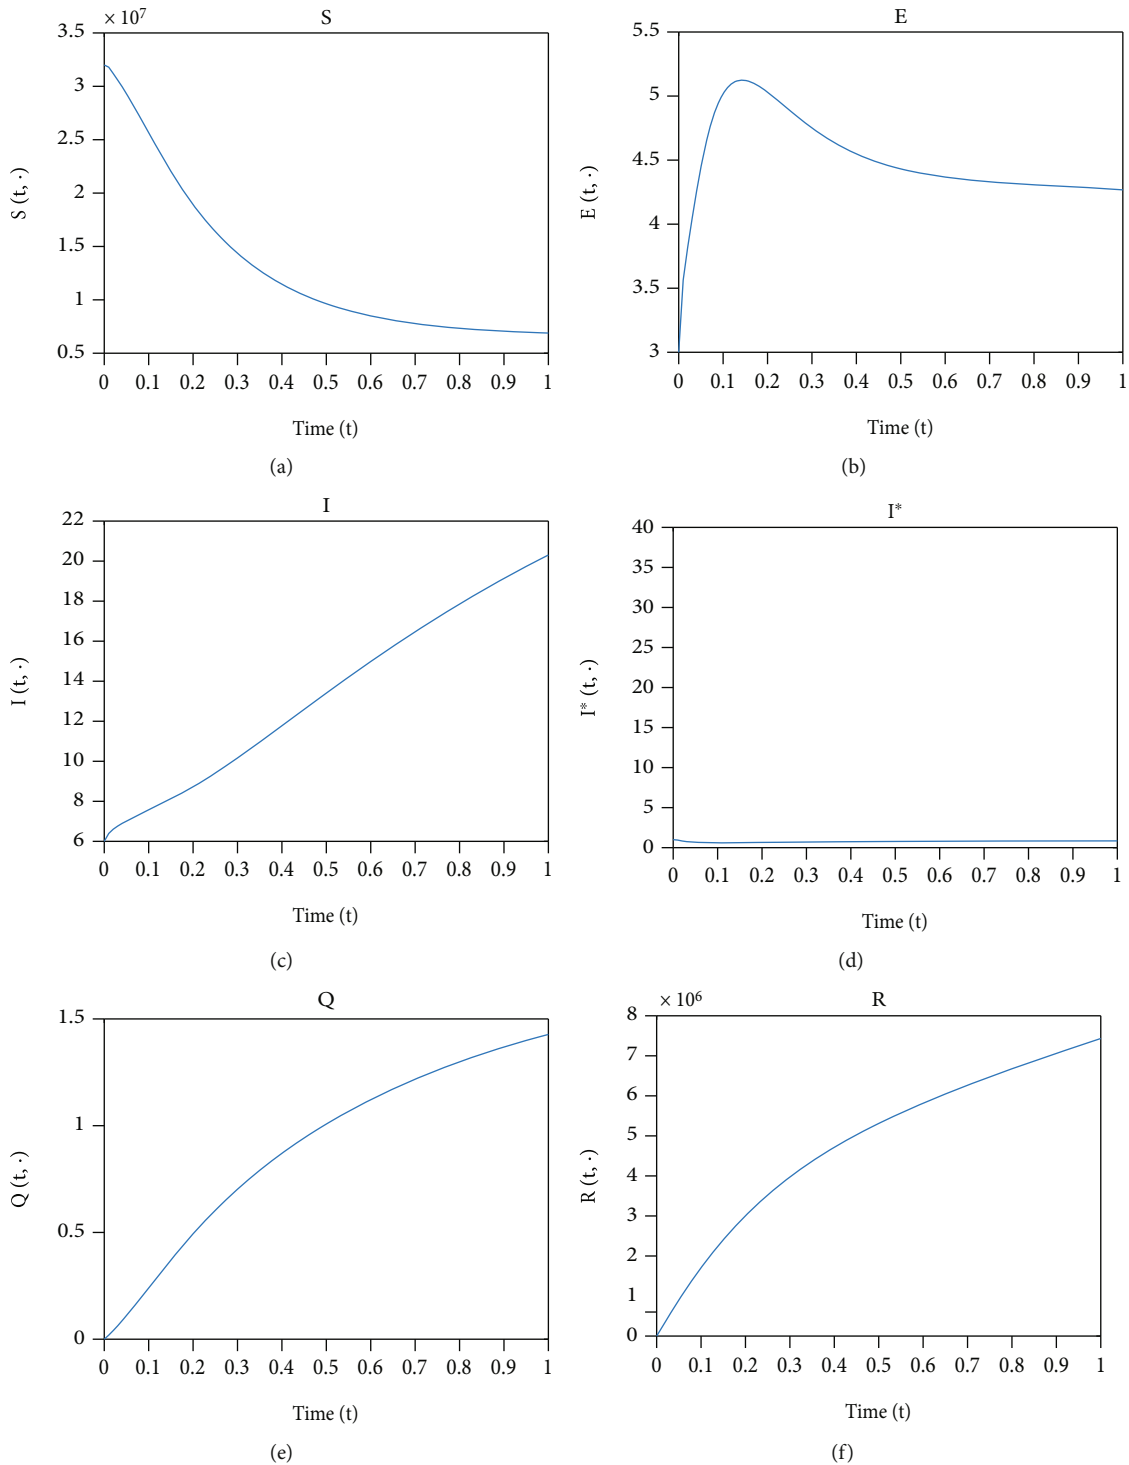 × 10⁷
S
3.5
3
2.5
2
1.5
1
0.5
S (t, ·)
0 0.1 0.2 0.3 0.4 0.5 0.6 0.7 0.8 0.9 1
Time (t)
(a)
E
5.5
5
4.5
4
3.5
3
E (t, ·)
0 0.1 0.2 0.3 0.4 0.5 0.6 0.7 0.8 0.9 1
Time (t)
(b)
I
22
20
18
16
14
12
10
8
6
I (t, ·)
0 0.1 0.2 0.3 0.4 0.5 0.6 0.7 0.8 0.9 1
Time (t)
(c)
I*
40
35
30
25
20
15
10
5
0
I* (t, ·)
0 0.1 0.2 0.3 0.4 0.5 0.6 0.7 0.8 0.9 1
Time (t)
(d)
Q
1.5
1
0.5
0
Q (t, ·)
0 0.1 0.2 0.3 0.4 0.5 0.6 0.7 0.8 0.9 1
Time (t)
(e)
× 10⁶
R
8
7
6
5
4
3
2
1
0
R (t, ·)
0 0.1 0.2 0.3 0.4 0.5 0.6 0.7 0.8 0.9 1
Time (t)
(f)